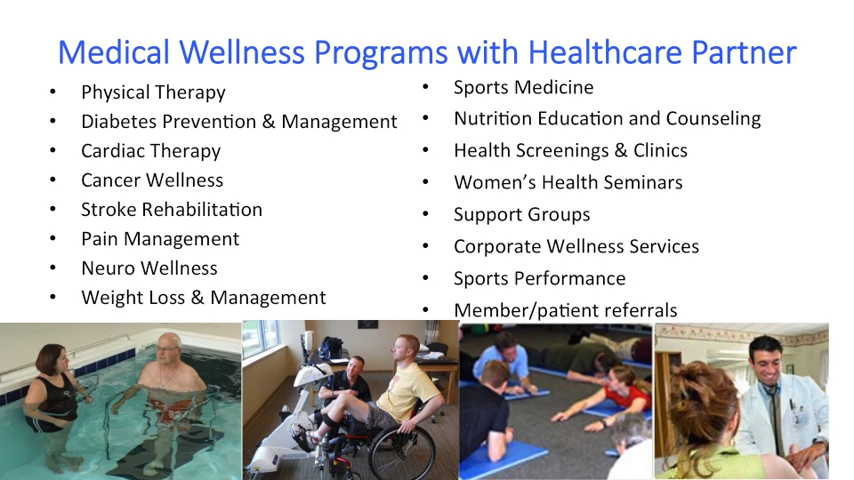 Medical Wellness Programs with Healthcare Partner
• Physical Therapy
• Diabetes Prevention & Management
• Cardiac Therapy
• Cancer Wellness
• Stroke Rehabilitation
• Pain Management
• Neuro Wellness
• Weight Loss & Management
• Sports Medicine
• Nutrition Education and Counseling
• Health Screenings & Clinics
• Women’s Health Seminars
• Support Groups
• Corporate Wellness Services
• Sports Performance
• Member/patient referrals